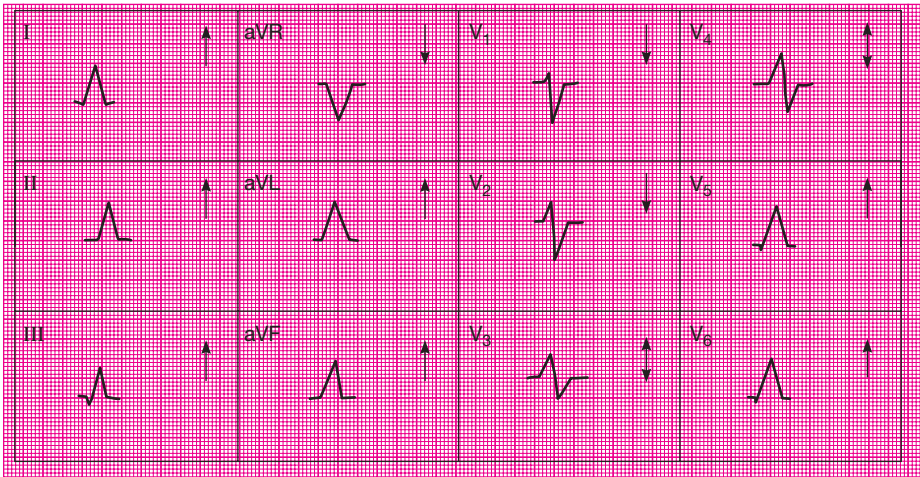 I aVR V₁ V₄
II aVL V₂ V₅
III aVF V₃ V₆